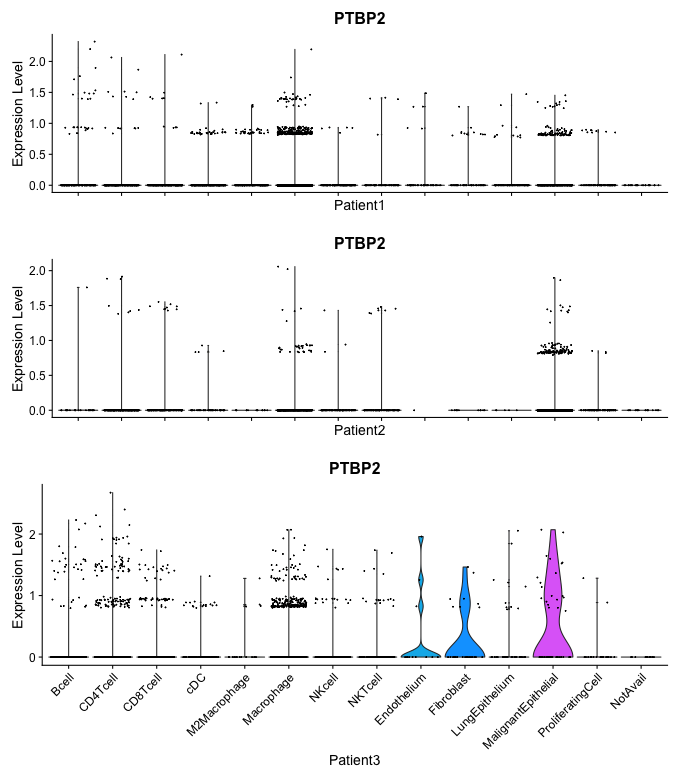 PTBP2
Expression Level
2.0
1.5
1.0
0.5
0.0
Patient1
PTBP2
Expression Level
2.0
1.5
1.0
0.5
0.0
Patient2
PTBP2
Expression Level
2
1
0
Bcell
CD4Tcell
CD8Tcell
cDC
M2Macrophage
Macrophage
NKcell
NKTcell
Endothelium
Fibroblast
LungEpithelium
MalignantEpithelial
ProliferatingCell
NotAvail
Patient3